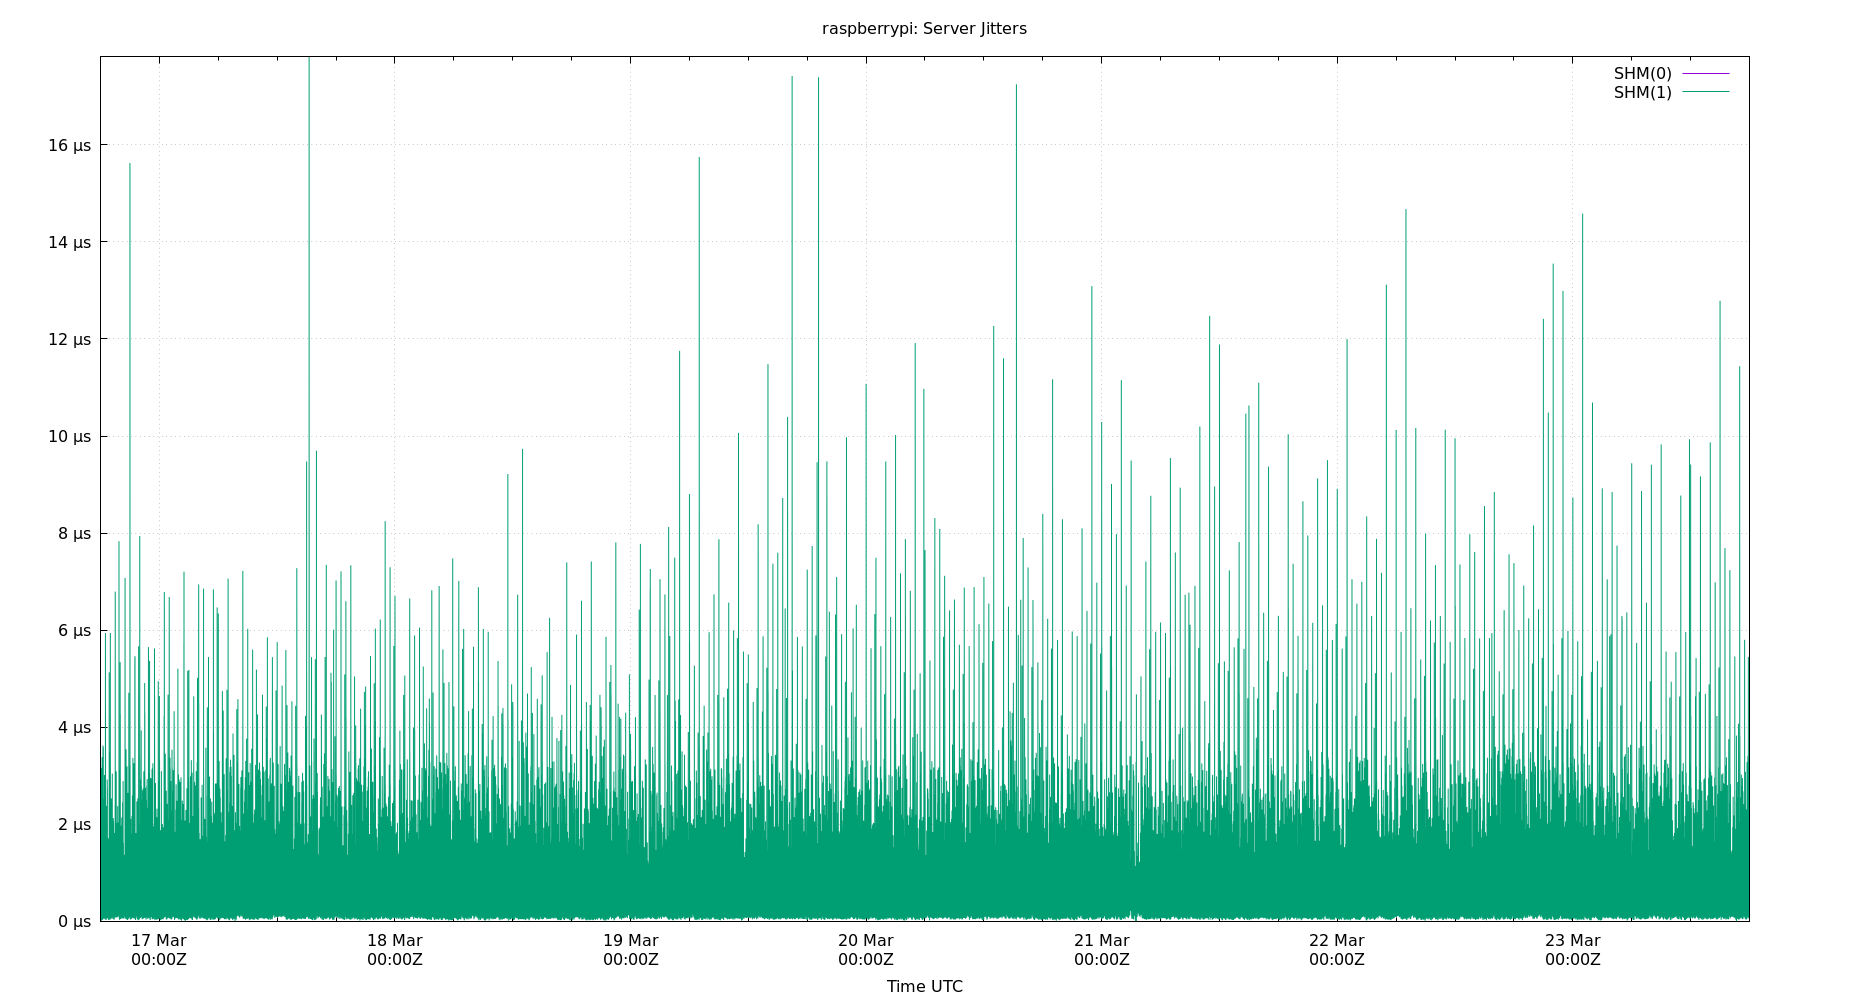 raspberrypi: Server Jitters
SHM(0)
SHM(1)
16 µs
14 µs
12 µs
10 µs
8 µs
6 µs
4 µs
2 µs
0 µs
17 Mar 18 Mar 19 Mar 20 Mar 21 Mar 22 Mar 23 Mar
00:00Z 00:00Z 00:00Z 00:00Z 00:00Z 00:00Z 00:00Z
Time UTC